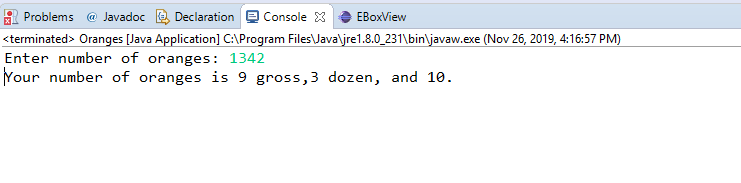 Problems @ Javadoc Declaration Console EBoxView
<terminated> Oranges [Java Application] C:\Program Files\Java\jre1.8.0_231\bin\javaw.exe (Nov 26, 2019, 4:16:57 PM)
Enter number of oranges: 1342
Your number of oranges is 9 gross,3 dozen, and 10.